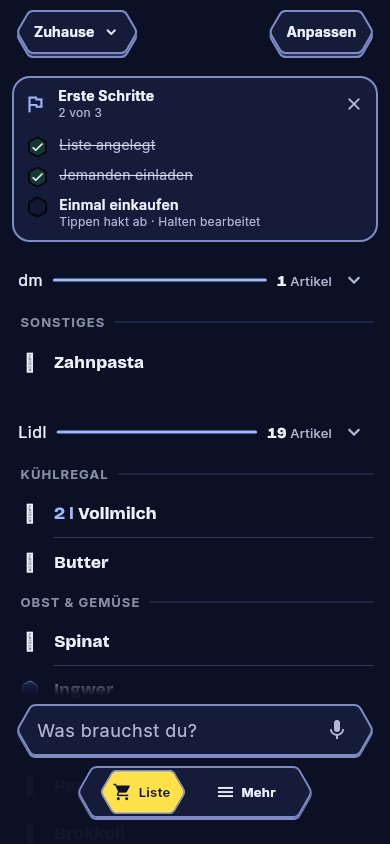 Zuhause
Anpassen
Erste Schritte
2 von 3
Liste angelegt
Jemanden einladen
Einmal einkaufen
Tippen hakt ab · Halten bearbeitet
dm 1 Artikel
SONSTIGES
Zahnpasta
Lidl 19 Artikel
KÜHLREGAL
2 l Vollmilch
Butter
OBST & GEMÜSE
Spinat
Ingwer
Was brauchst du?
Liste
Mehr
Brokkoli